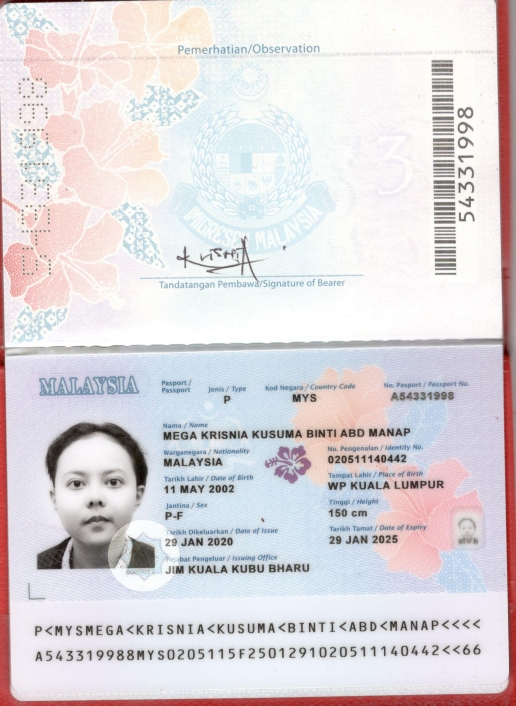 Pemerhatian/Observation
54331998
MIGRESEN MALAYSIA
Krisnia
Tandatangan Pembawa/Signature of Bearer
54331998
MALAYSIA
Pasport / Passport
Jenis / Type
Kod Negara / Country Code
No. Pasport / Passport No.
P
MYS
A54331998
Nama / Name
MEGA KRISNIA KUSUMA BINTI ABD MANAP
Warganegara / Nationality
No. Pengenalan / Identity No.
MALAYSIA
020511140442
Tarikh Lahir / Date of Birth
Tempat Lahir / Place of Birth
11 MAY 2002
WP KUALA LUMPUR
Jantina / Sex
Tinggi / Height
P-F
150 cm
Tarikh Dikeluarkan / Date of Issue
Tarikh Tamat / Date of Expiry
29 JAN 2020
29 JAN 2025
Pejabat Pengeluar / Issuing Office
JIM KUALA KUBU BHARU
P<MYSMEGA<KRISNIA<KUSUMA<BINTI<ABD<MANAP<<<<
A543319988MYS0205115F2501291020511140442<<66